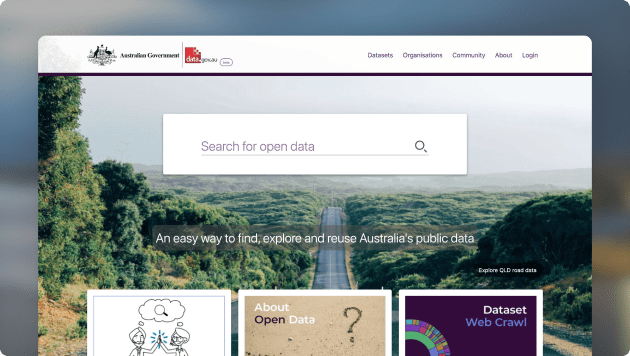 Australian Government
data.gov.au
Datasets
Organisations
Community
About
Login
Search for open data
An easy way to find, explore and reuse Australia's public data
Explore QLD road data
About
Open Data
?
Dataset
Web Crawl